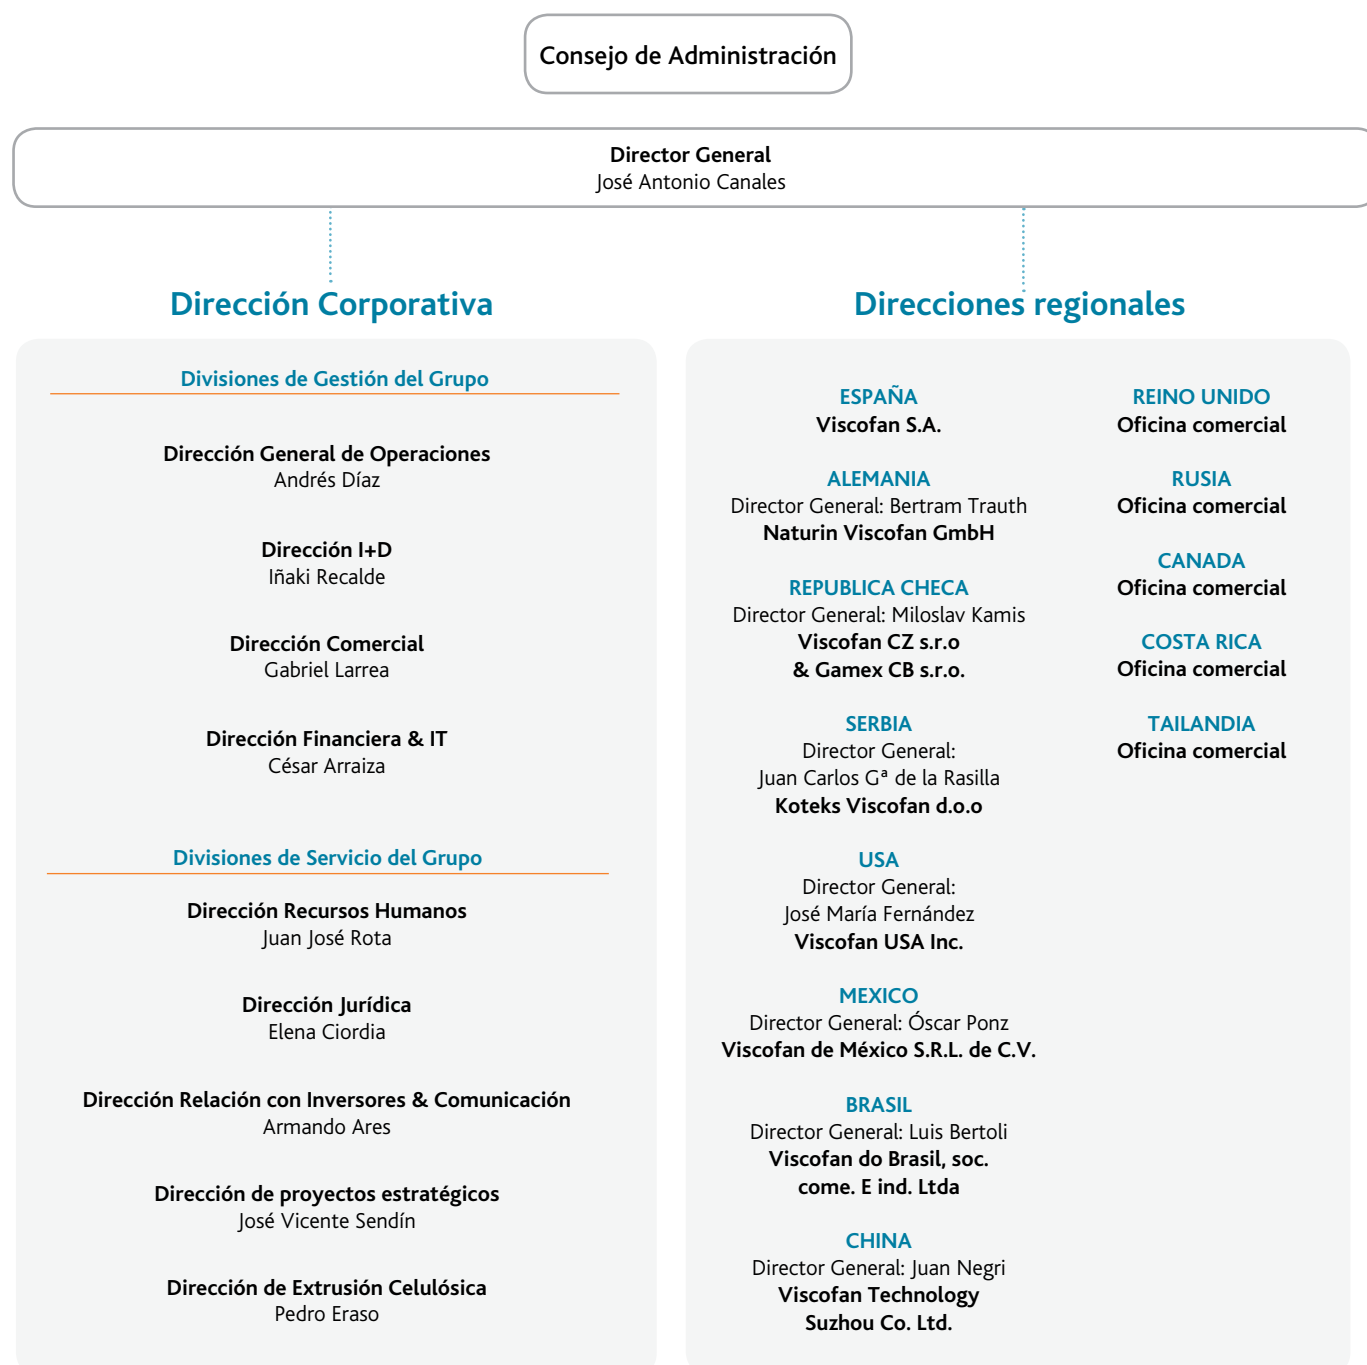 Consejo de Administración
Director General
José Antonio Canales
Dirección Corporativa
Divisiones de Gestión del Grupo
Dirección General de Operaciones
Andrés Díaz
Dirección I+D
Iñaki Recalde
Dirección Comercial
Gabriel Larrea
Dirección Financiera & IT
César Arraiza
Divisiones de Servicio del Grupo
Dirección Recursos Humanos
Juan José Rota
Dirección Jurídica
Elena Ciordia
Dirección Relación con Inversores & Comunicación
Armando Ares
Dirección de proyectos estratégicos
José Vicente Sendín
Dirección de Extrusión Celulósica
Pedro Eraso
Direcciones regionales
ESPAÑA
Viscofan S.A.
ALEMANIA
Director General: Bertram Trauth
Naturin Viscofan GmbH
REPUBLICA CHECA
Director General: Miloslav Kamis
Viscofan CZ s.r.o
& Gamex CB s.r.o.
SERBIA
Director General:
Juan Carlos Gª de la Rasilla
Koteks Viscofan d.o.o
USA
Director General:
José María Fernández
Viscofan USA Inc.
MEXICO
Director General: Óscar Ponz
Viscofan de México S.R.L. de C.V.
BRASIL
Director General: Luis Bertoli
Viscofan do Brasil, soc.
come. E ind. Ltda
CHINA
Director General: Juan Negri
Viscofan Technology
Suzhou Co. Ltd.
REINO UNIDO
Oficina comercial
RUSIA
Oficina comercial
CANADA
Oficina comercial
COSTA RICA
Oficina comercial
TAILANDIA
Oficina comercial